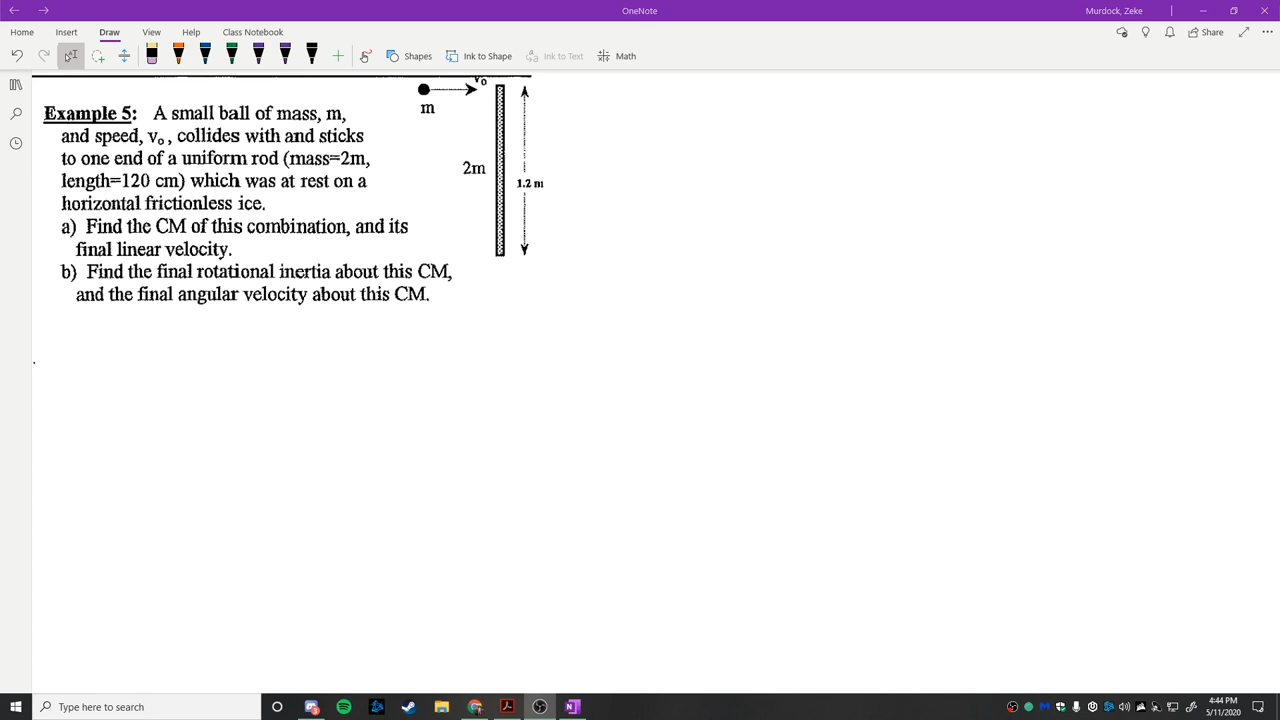 OneNote
Murdock, Zeke
Home Insert Draw View Help Class Notebook
Share
Shapes Ink to Shape Ink to Text Math
vo
m
Example 5: A small ball of mass, m,
and speed, vo, collides with and sticks
to one end of a uniform rod (mass=2m,
length=120 cm) which was at rest on a
horizontal frictionless ice.
a) Find the CM of this combination, and its
final linear velocity.
b) Find the final rotational inertia about this CM,
and the final angular velocity about this CM.
2m
1.2 m
Type here to search
4:44 PM
5/11/2020